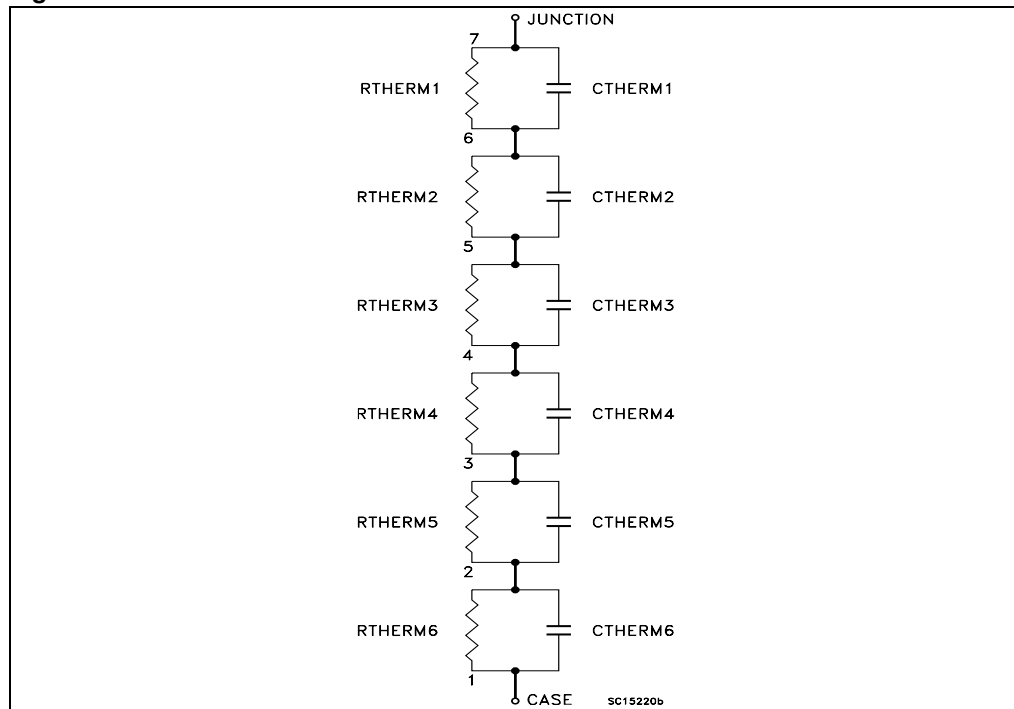 JUNCTION
7
RTHERM1 CTHERM1
6
RTHERM2 CTHERM2
5
RTHERM3 CTHERM3
4
RTHERM4 CTHERM4
3
RTHERM5 CTHERM5
2
RTHERM6 CTHERM6
1
CASE SC15220b